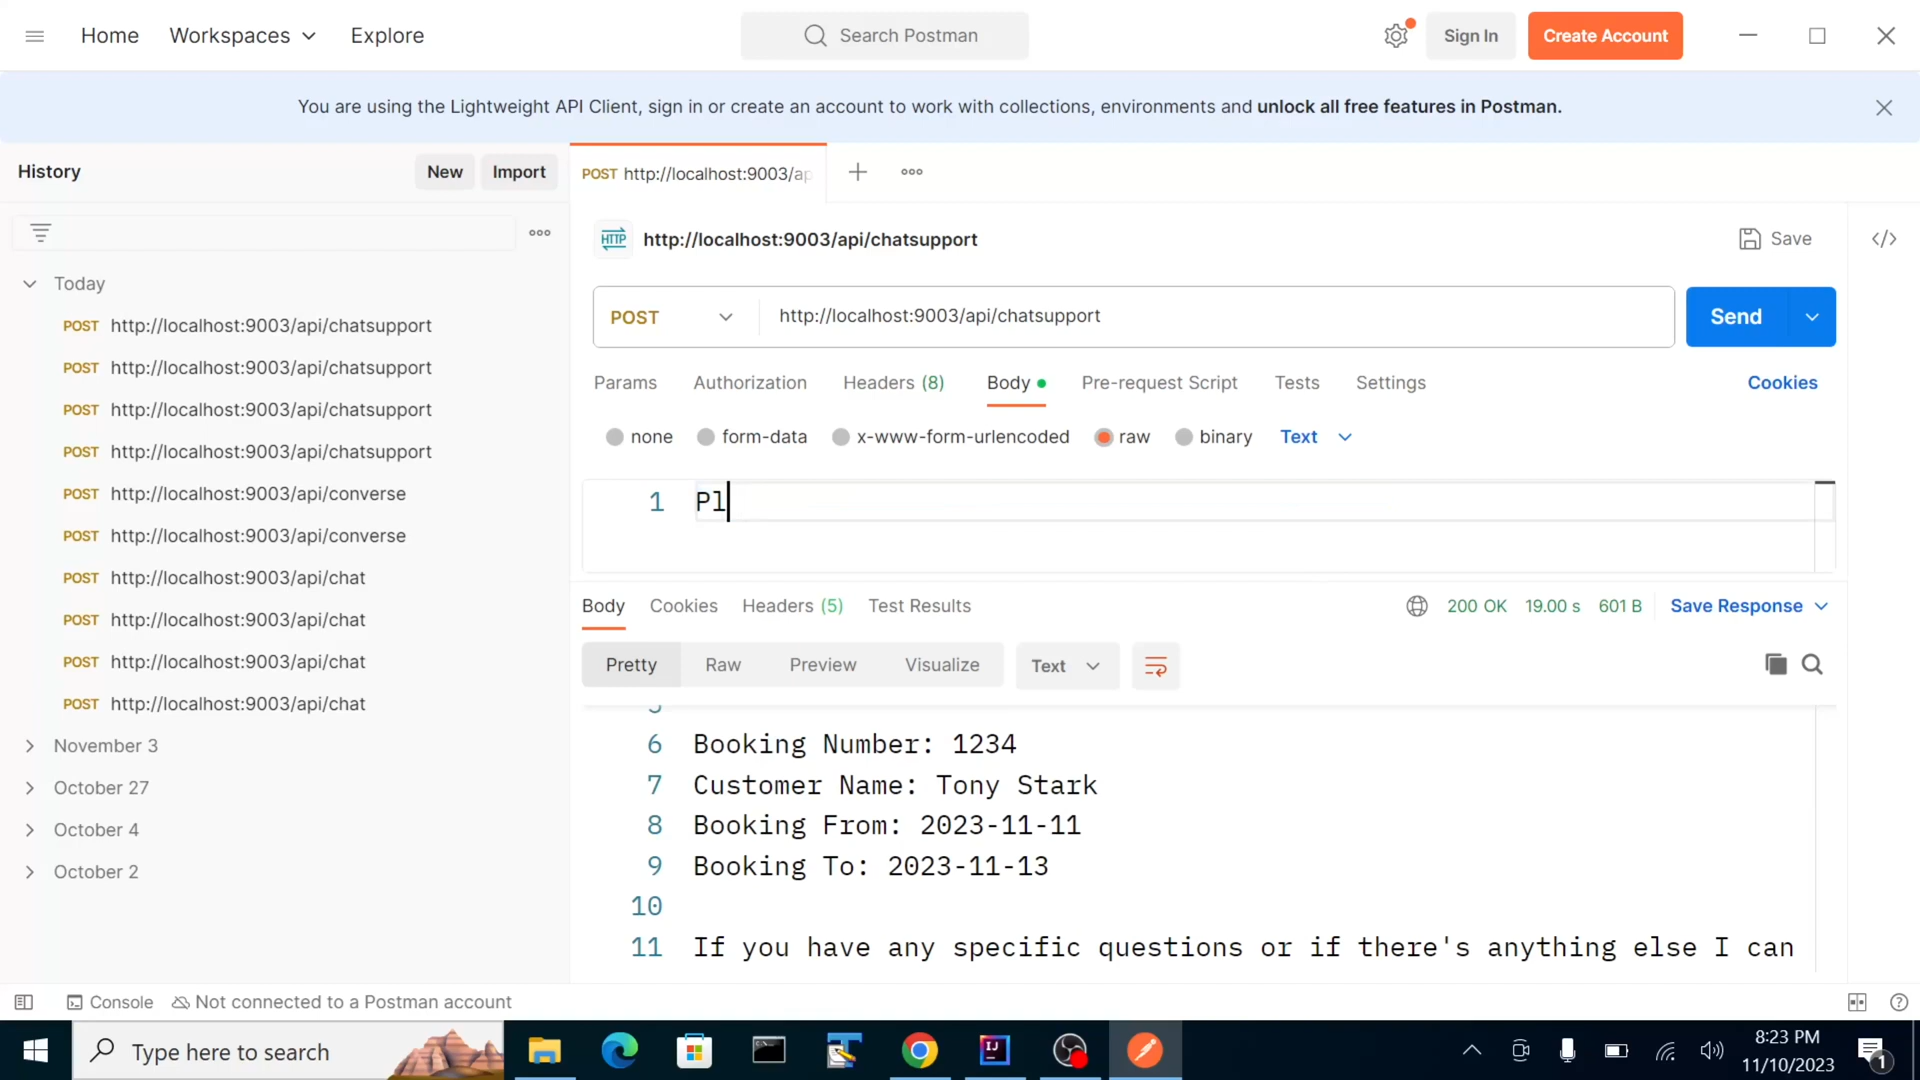 Home Workspaces Explore Search Postman Sign In Create Account
You are using the Lightweight API Client, sign in or create an account to work with collections, environments and unlock all free features in Postman.
History New Import
Today
POST http://localhost:9003/api/chatsupport
POST http://localhost:9003/api/chatsupport
POST http://localhost:9003/api/chatsupport
POST http://localhost:9003/api/chatsupport
POST http://localhost:9003/api/converse
POST http://localhost:9003/api/converse
POST http://localhost:9003/api/chat
POST http://localhost:9003/api/chat
POST http://localhost:9003/api/chat
POST http://localhost:9003/api/chat
November 3
October 27
October 4
October 2
POST http://localhost:9003/ap
HTTP http://localhost:9003/api/chatsupport Save
POST http://localhost:9003/api/chatsupport Send
Params Authorization Headers (8) Body Pre-request Script Tests Settings Cookies
none form-data x-www-form-urlencoded raw binary Text
1 Pl
Body Cookies Headers (5) Test Results 200 OK 19.00 s 601 B Save Response
Pretty Raw Preview Visualize Text
6 Booking Number: 1234
7 Customer Name: Tony Stark
8 Booking From: 2023-11-11
9 Booking To: 2023-11-13
10
11 If you have any specific questions or if there's anything else I can
Console Not connected to a Postman account
Type here to search
8:23 PM
11/10/2023
1